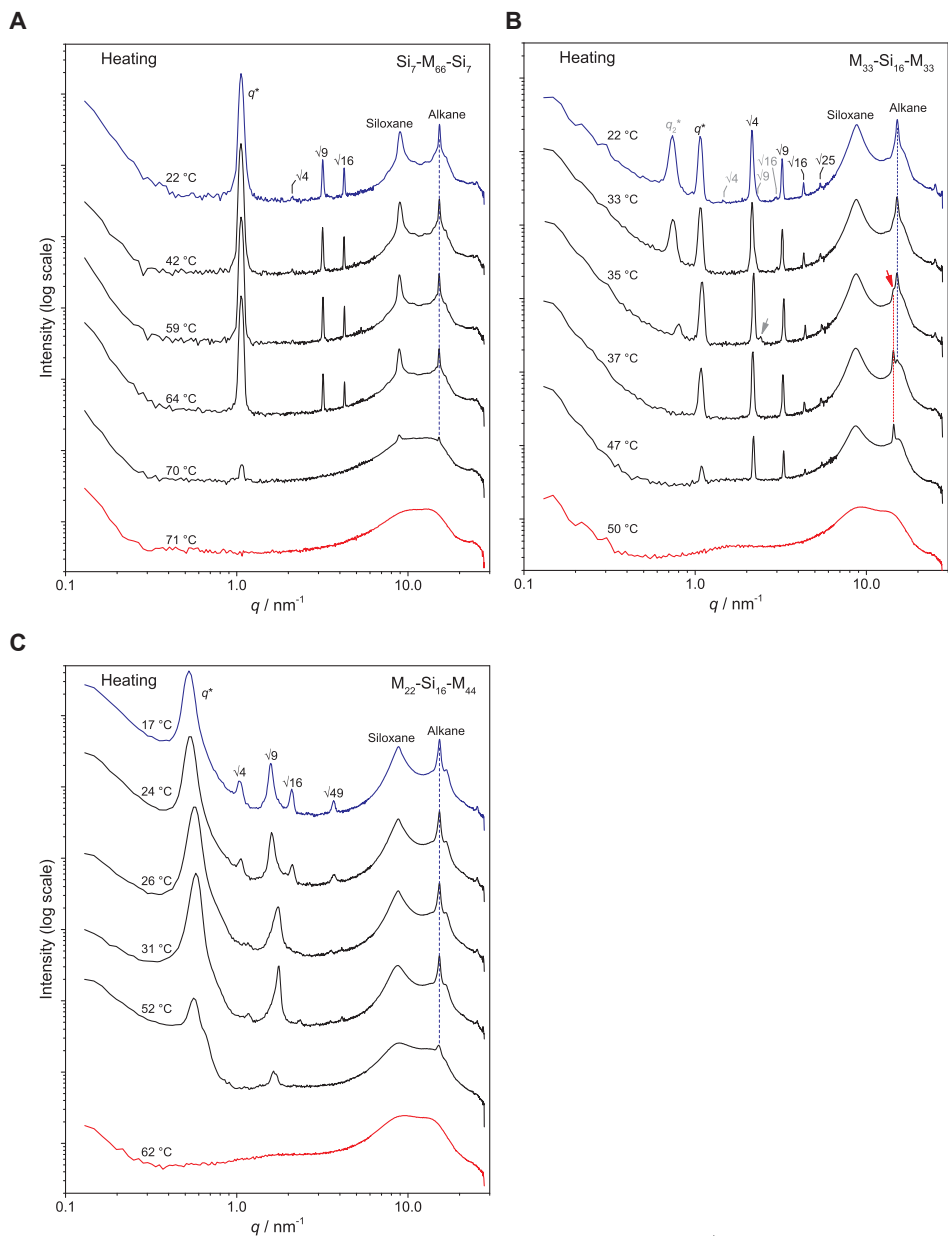 A
Heating
Si₇-M₆₆-Si₇
q*
Siloxane
Alkane
√4
√9
√16
22 °C
42 °C
59 °C
64 °C
70 °C
71 °C
Intensity (log scale)
0.1
1.0
10.0
q / nm⁻¹
B
Heating
M₃₃-Si₁₆-M₃₃
q₂*
q*
√4
Siloxane
Alkane
√4
√16
√9
√9
√16
√25
22 °C
33 °C
35 °C
37 °C
47 °C
50 °C
0.1
1.0
10.0
q / nm⁻¹
C
Heating
M₂₂-Si₁₆-M₄₄
q*
Siloxane
Alkane
√4
√9
√16
√49
17 °C
24 °C
26 °C
31 °C
52 °C
62 °C
Intensity (log scale)
0.1
1.0
10.0
q / nm⁻¹